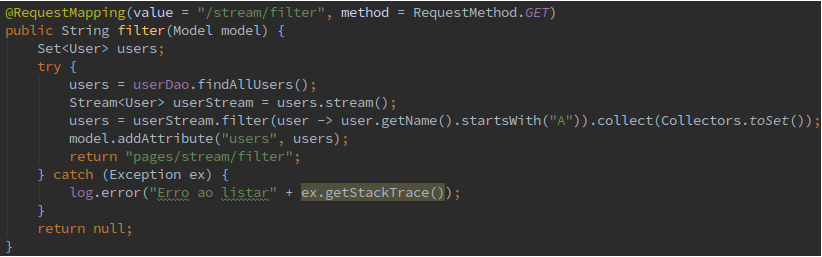 @RequestMapping(value = "/stream/filter", method = RequestMethod.GET)
public String filter(Model model) {
    Set<User> users;
    try {
        users = userDao.findAllUsers();
        Stream<User> userStream = users.stream();
        users = userStream.filter(user -> user.getName().startsWith("A")).collect(Collectors.toSet());
        model.addAttribute("users", users);
        return "pages/stream/filter";
    } catch (Exception ex) {
        log.error("Erro ao listar" + ex.getStackTrace());
    }
    return null;
}